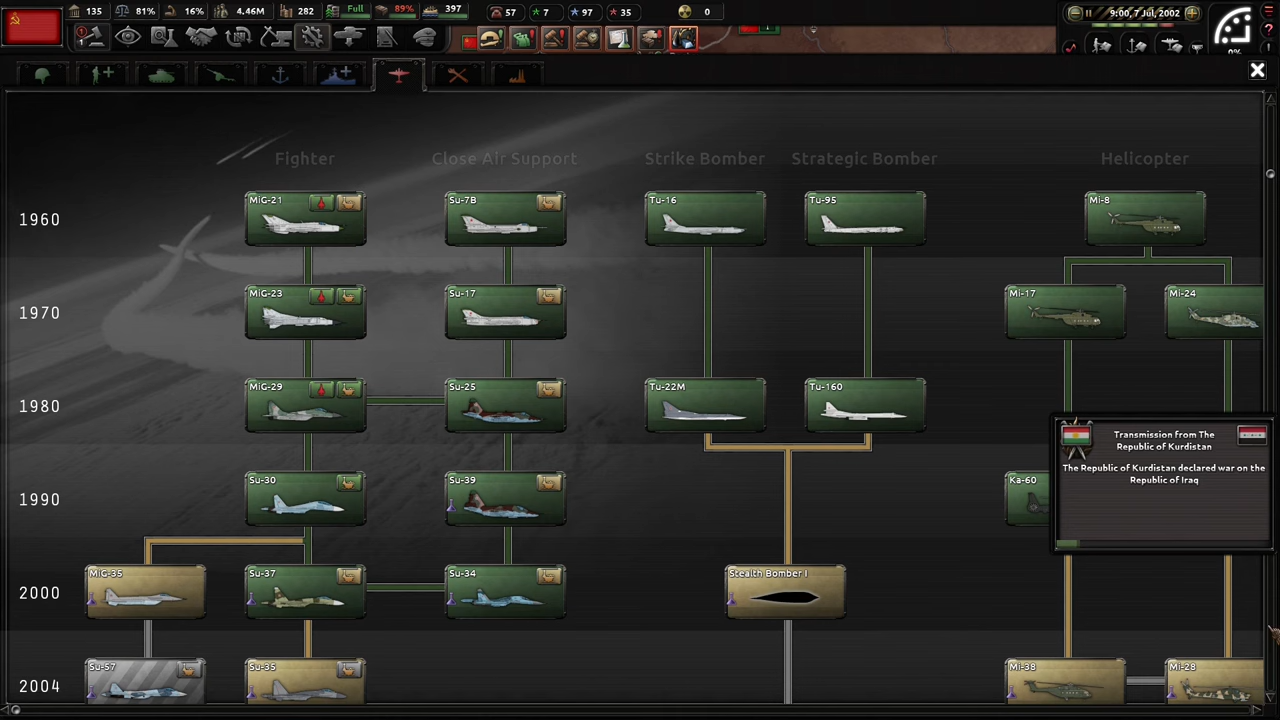 135 81% 16% 4.46M 282 Full 89% 397 57 7 97 35 0
9:00, 7 Jul, 2002
0%
Fighter Close Air Support Strike Bomber Strategic Bomber Helicopter
1960
MiG-21 Su-7B Tu-16 Tu-95 Mi-8
1970
MiG-23 Su-17 Mi-17 Mi-24
1980
MiG-29 Su-25 Tu-22M Tu-160
Transmission from The
Republic of Kurdistan
The Republic of Kurdistan declared war on the
Republic of Iraq
1990
Su-30 Su-39 Ka-60
2000
MiG-35 Su-37 Su-34 Stealth Bomber I
2004
Su-57 Su-35 Mi-38 Mi-28